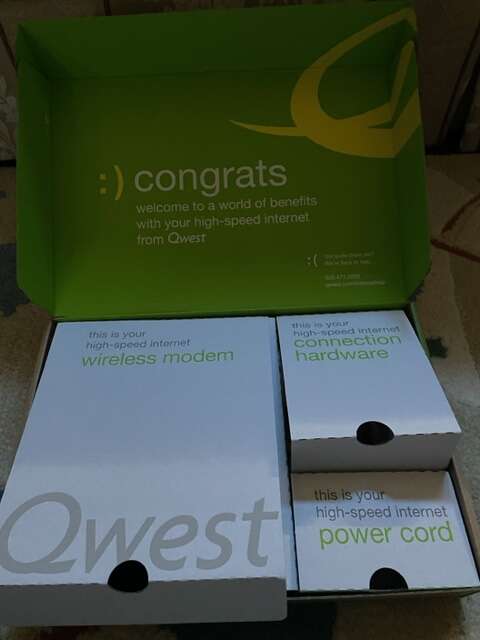 :) congrats
welcome to a world of benefits
with your high-speed internet
from Qwest
:(
this is your
high-speed internet
wireless modem
Qwest
this is your
high-speed internet
connection
hardware
this is your
high-speed internet
power cord